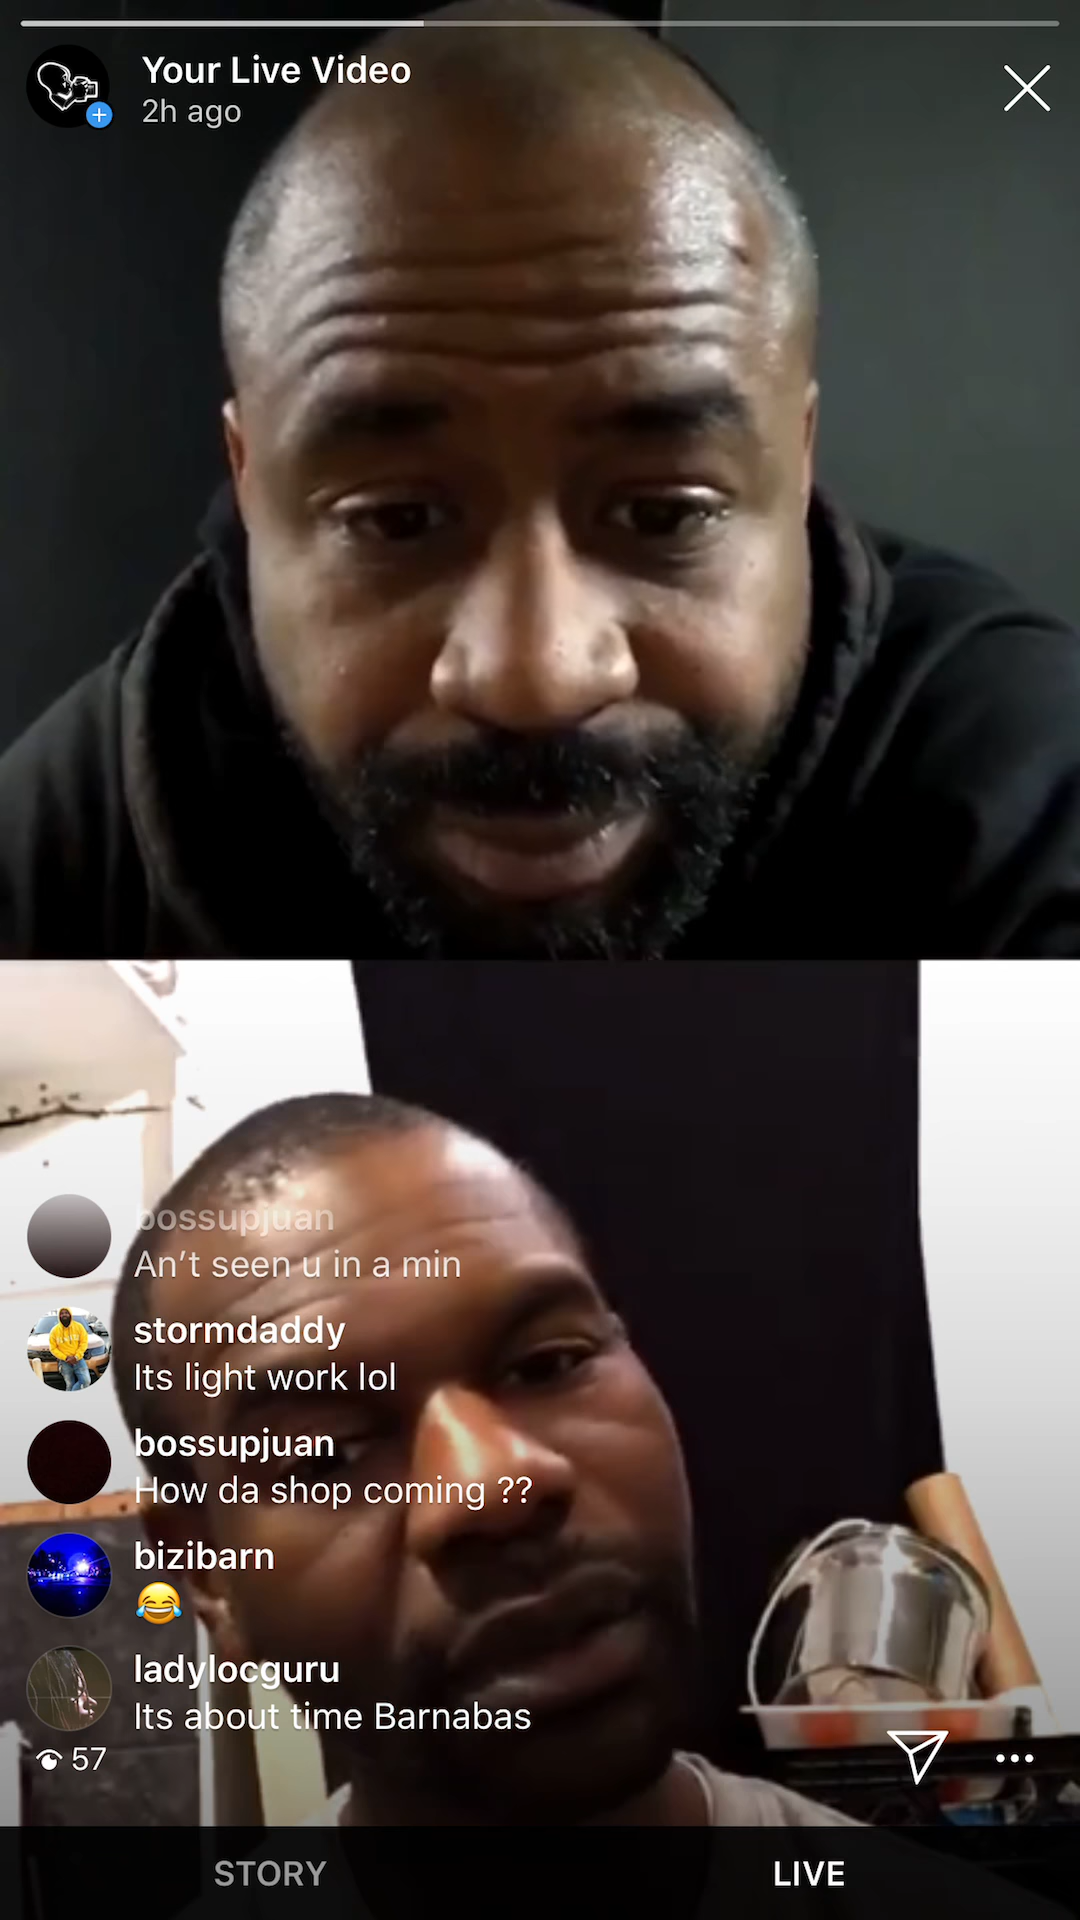 Your Live Video
2h ago
bossupjuan
An't seen u in a min
stormdaddy
Its light work lol
bossupjuan
How da shop coming ??
bizibarn
😂
ladylocguru
Its about time Barnabas
57
STORY
LIVE